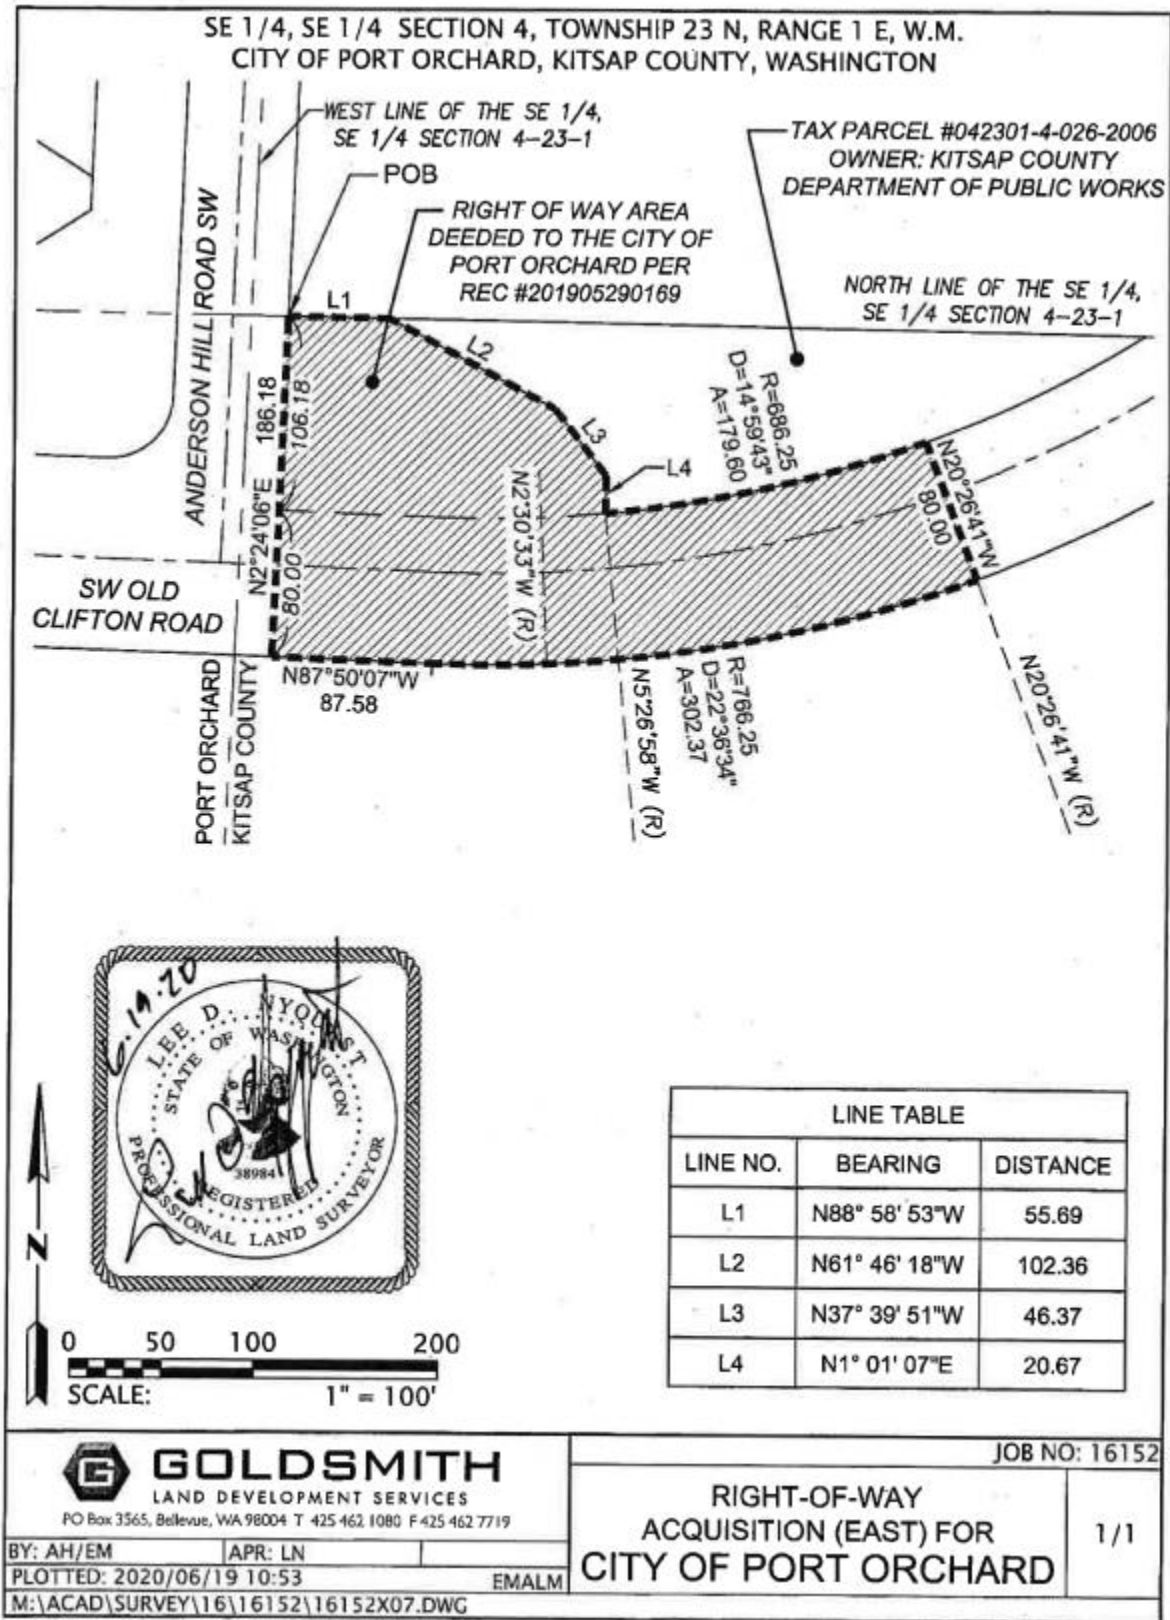 SE 1/4, SE 1/4 SECTION 4, TOWNSHIP 23 N, RANGE 1 E, W.M.
CITY OF PORT ORCHARD, KITSAP COUNTY, WASHINGTON
WEST LINE OF THE SE 1/4,
SE 1/4 SECTION 4-23-1
POB
TAX PARCEL #042301-4-026-2006
OWNER: KITSAP COUNTY
DEPARTMENT OF PUBLIC WORKS
RIGHT OF WAY AREA
DEEDED TO THE CITY OF
PORT ORCHARD PER
REC #201905290169
NORTH LINE OF THE SE 1/4,
SE 1/4 SECTION 4-23-1
ANDERSON HILL ROAD SW
L1
L2
L3
L4
186.18
106.18
N2°24'06"E
80.00
R=686.25
D=14°59'43"
A=179.60
N2°30'33"W (R)
N20°26'41"W
80.00
SW OLD
CLIFTON ROAD
N87°50'07"W
87.58
PORT ORCHARD
KITSAP COUNTY
N5°26'58"W (R)
R=766.25
D=22°36'34"
A=302.37
N20°26'41"W (R)
6.19.20
LEE D. NYQUIST
STATE OF WASHINGTON
38984
REGISTERED
PROFESSIONAL LAND SURVEYOR
N
0 50 100 200
SCALE: 1" = 100'
LINE TABLE
LINE NO. BEARING DISTANCE
L1 N88° 58' 53"W 55.69
L2 N61° 46' 18"W 102.36
L3 N37° 39' 51"W 46.37
L4 N1° 01' 07"E 20.67
G GOLDSMITH
LAND DEVELOPMENT SERVICES
PO Box 3565, Bellevue, WA 98004 T 425 462 1080 F 425 462 7719
BY: AH/EM APR: LN
PLOTTED: 2020/06/19 10:53 EMALM
M:\ACAD\SURVEY\16\16152\16152X07.DWG
JOB NO: 16152
RIGHT-OF-WAY
ACQUISITION (EAST) FOR
CITY OF PORT ORCHARD
1/1